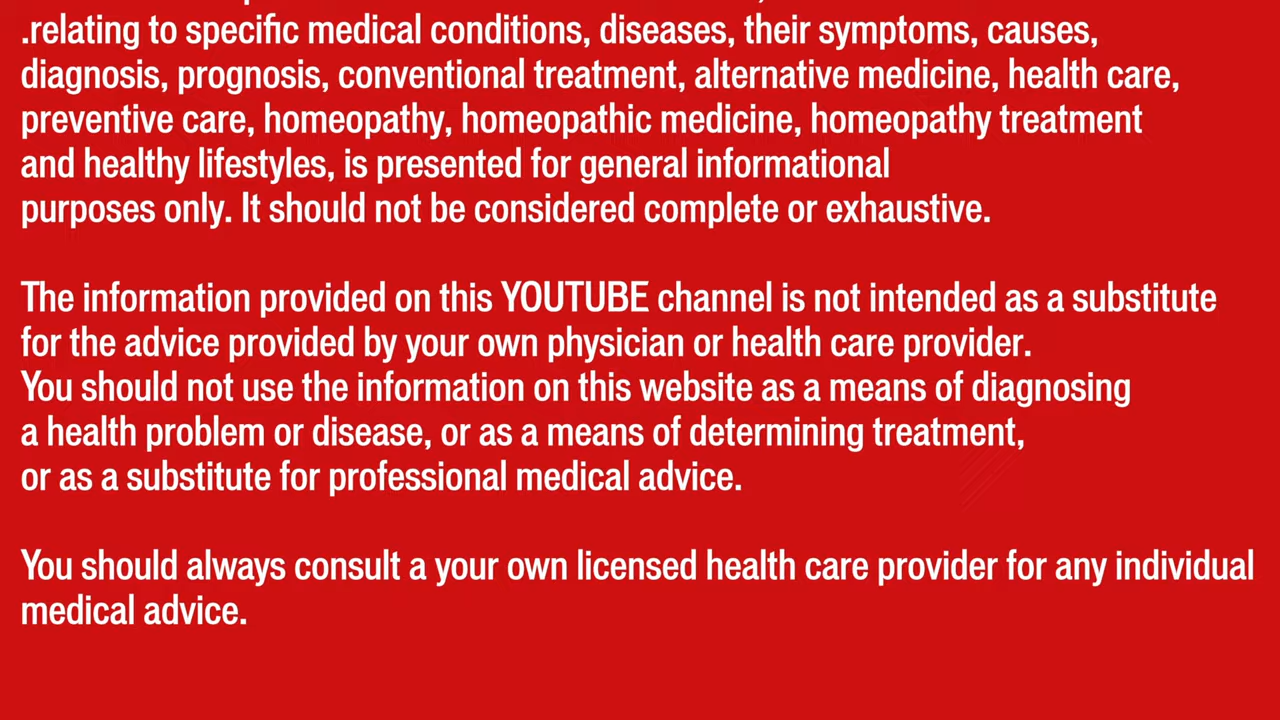 .relating to specific medical conditions, diseases, their symptoms, causes,
diagnosis, prognosis, conventional treatment, alternative medicine, health care,
preventive care, homeopathy, homeopathic medicine, homeopathy treatment
and healthy lifestyles, is presented for general informational
purposes only. It should not be considered complete or exhaustive.
The information provided on this YOUTUBE channel is not intended as a substitute
for the advice provided by your own physician or health care provider.
You should not use the information on this website as a means of diagnosing
a health problem or disease, or as a means of determining treatment,
or as a substitute for professional medical advice.
You should always consult a your own licensed health care provider for any individual
medical advice.